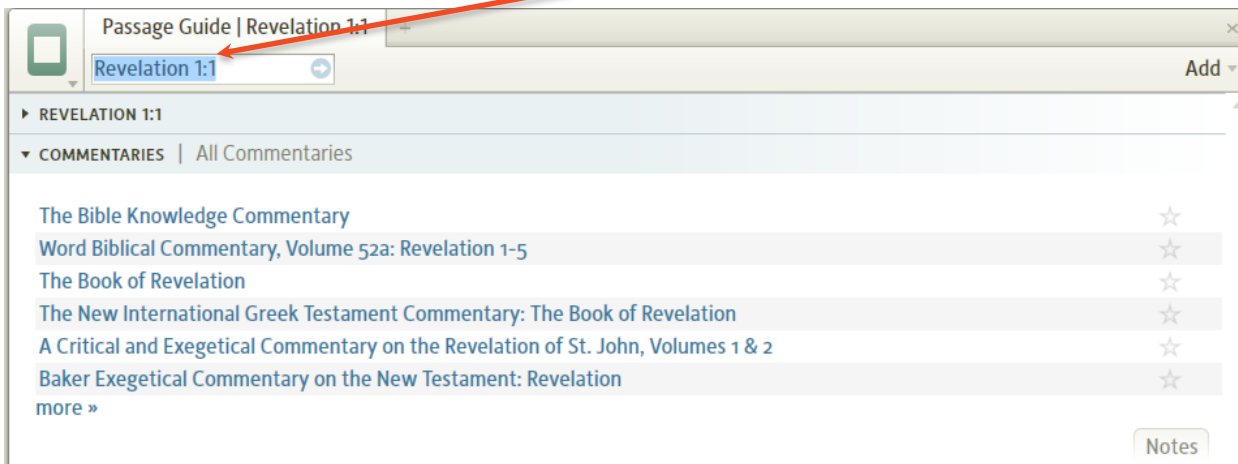 Passage Guide | Revelation 1:1 +
Revelation 1:1
Add
REVELATION 1:1
COMMENTARIES | All Commentaries
The Bible Knowledge Commentary
Word Biblical Commentary, Volume 52a: Revelation 1-5
The Book of Revelation
The New International Greek Testament Commentary: The Book of Revelation
A Critical and Exegetical Commentary on the Revelation of St. John, Volumes 1 & 2
Baker Exegetical Commentary on the New Testament: Revelation
more »
Notes